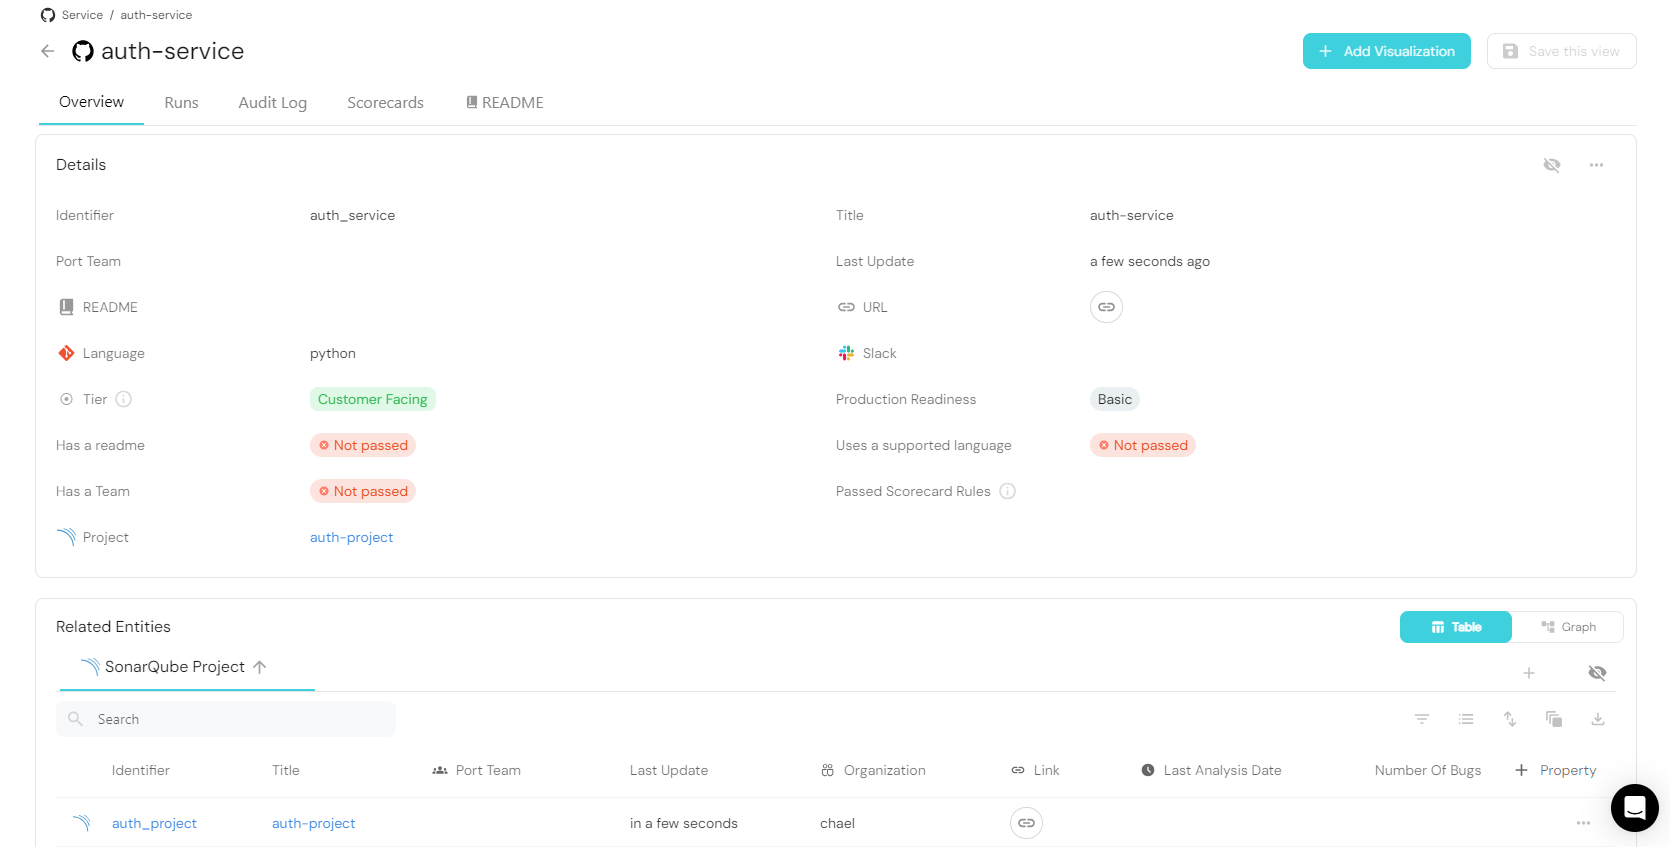 Service / auth-service
auth-service
Add Visualization
Save this view
Overview Runs Audit Log Scorecards README
Details
Identifier auth_service Title auth-service
Port Team Last Update a few seconds ago
README URL
Language python Slack
Tier Customer Facing Production Readiness Basic
Has a readme Not passed Uses a supported language Not passed
Has a Team Not passed Passed Scorecard Rules
Project auth-project
Related Entities Table Graph
SonarQube Project
Search
Identifier Title Port Team Last Update Organization Link Last Analysis Date Number Of Bugs Property
auth_project auth-project in a few seconds chael